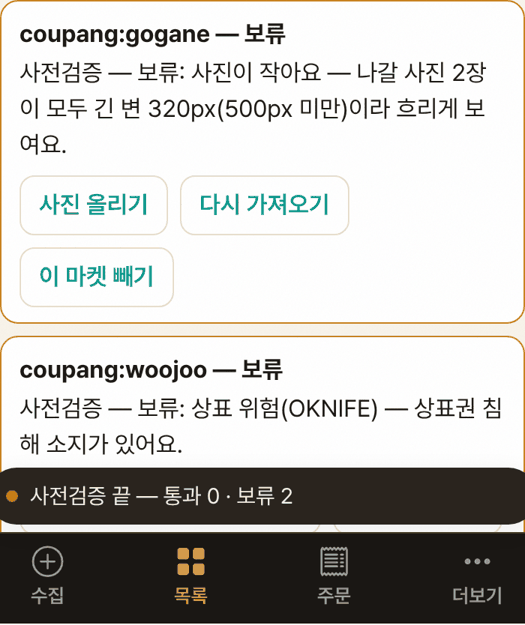 coupang:gogane — 보류
사전검증 — 보류: 사진이 작아요 — 나갈 사진 2장
이 모두 긴 변 320px(500px 미만)이라 흐리게 보
여요.
사진 올리기
다시 가져오기
이 마켓 빼기
coupang:woojoo — 보류
사전검증 — 보류: 상표 위험(OKNIFE) — 상표권 침
해 소지가 있어요.
사전검증 끝 — 통과 0 · 보류 2
수집
목록
주문
더보기